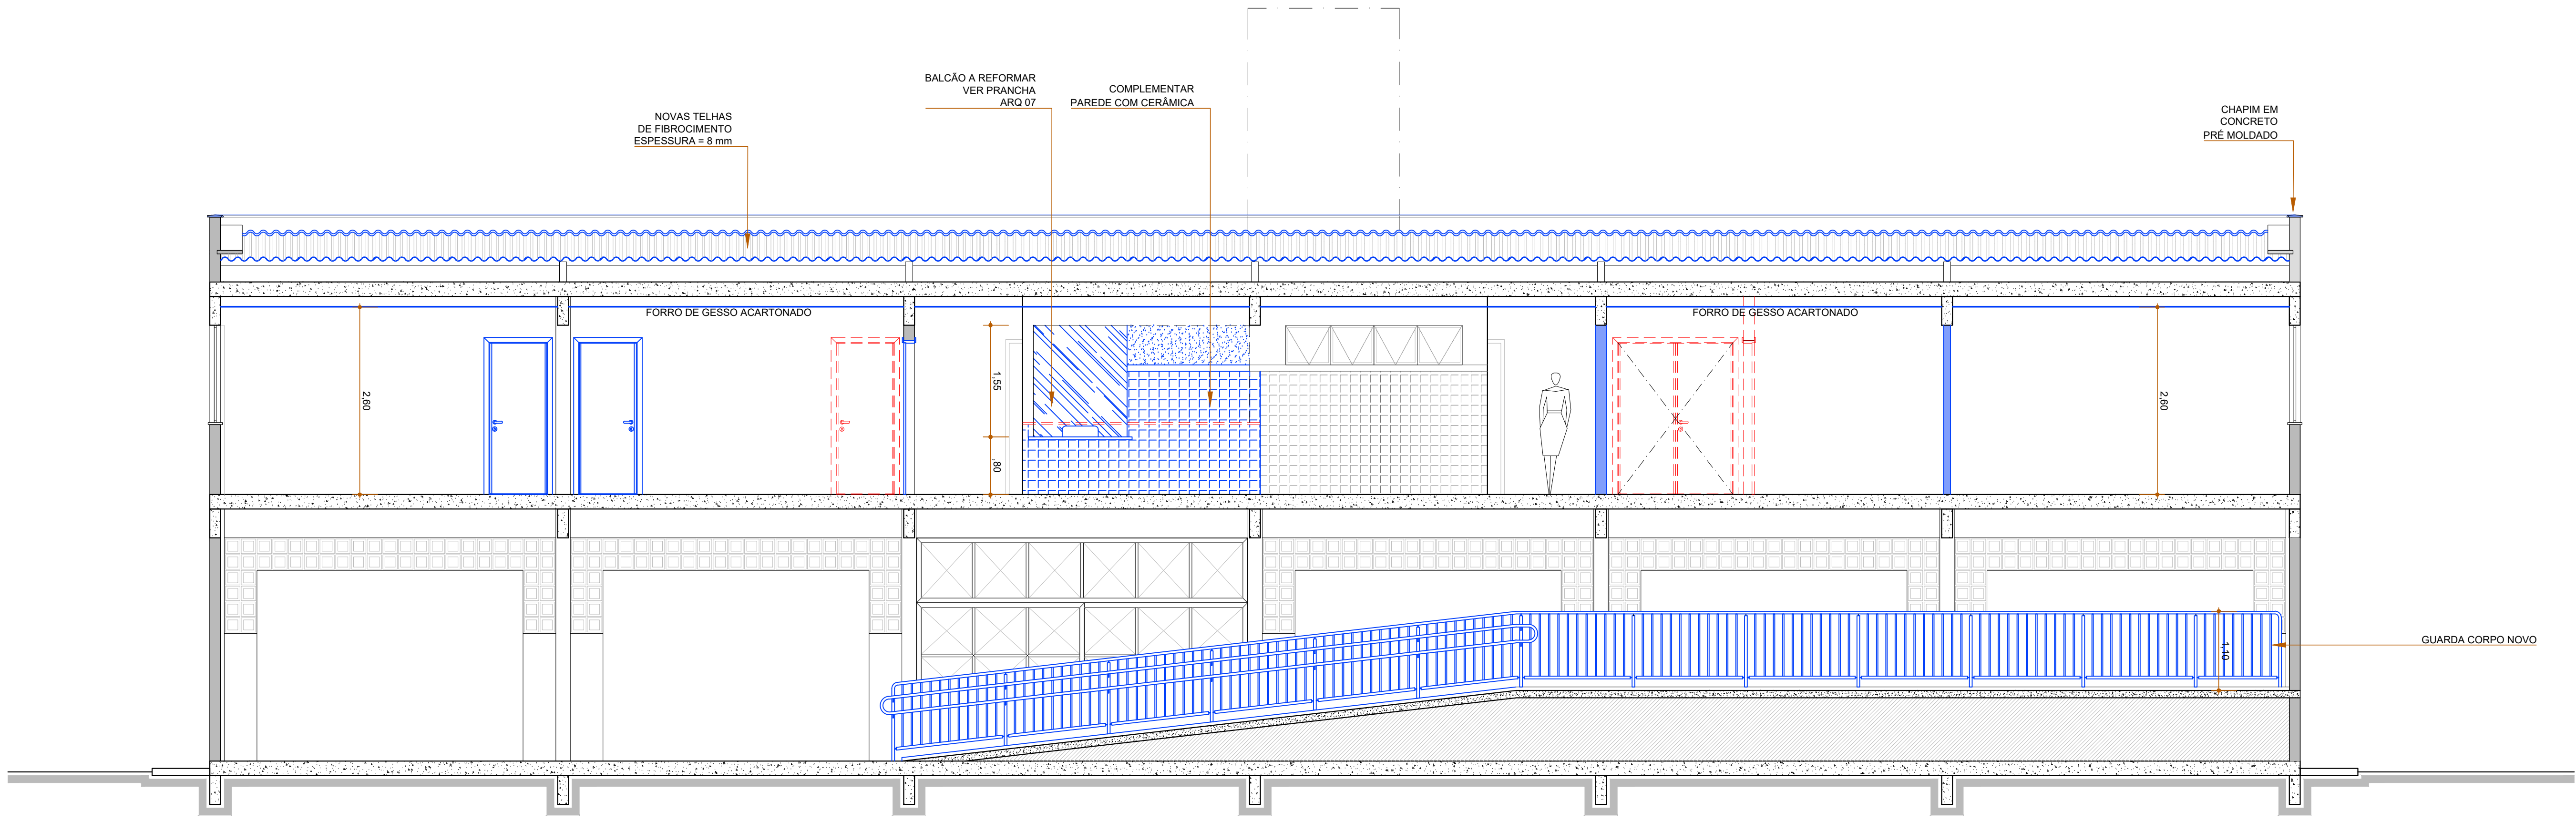 BALCÃO A REFORMAR
VER PRANCHA
ARQ 07
COMPLEMENTAR
PAREDE COM CERÂMICA
NOVAS TELHAS
DE FIBROCIMENTO
ESPESSURA = 8 mm
CHAPIM EM
CONCRETO
PRÉ MOLDADO
FORRO DE GESSO ACARTONADO
FORRO DE GESSO ACARTONADO
2,60
1,55
,80
2,60
GUARDA CORPO NOVO
1,10